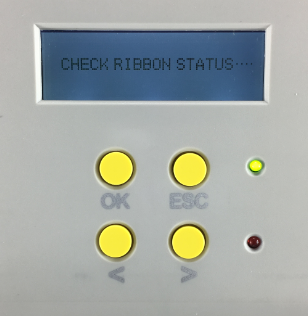 CHECK RIBBON STATUS····
OK ESC
< >